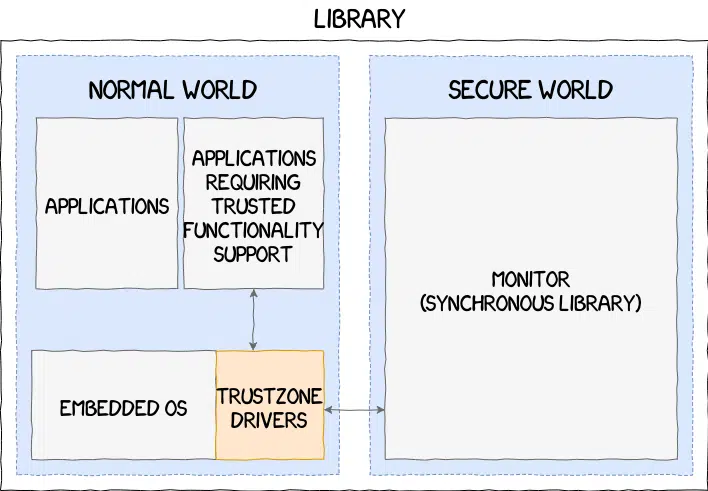 LIBRARY
NORMAL WORLD
APPLICATIONS
APPLICATIONS
REQUIRING
TRUSTED
FUNCTIONALITY
SUPPORT
EMBEDDED OS
TRUSTZONE
DRIVERS
SECURE WORLD
MONITOR
(SYNCHRONOUS LIBRARY)